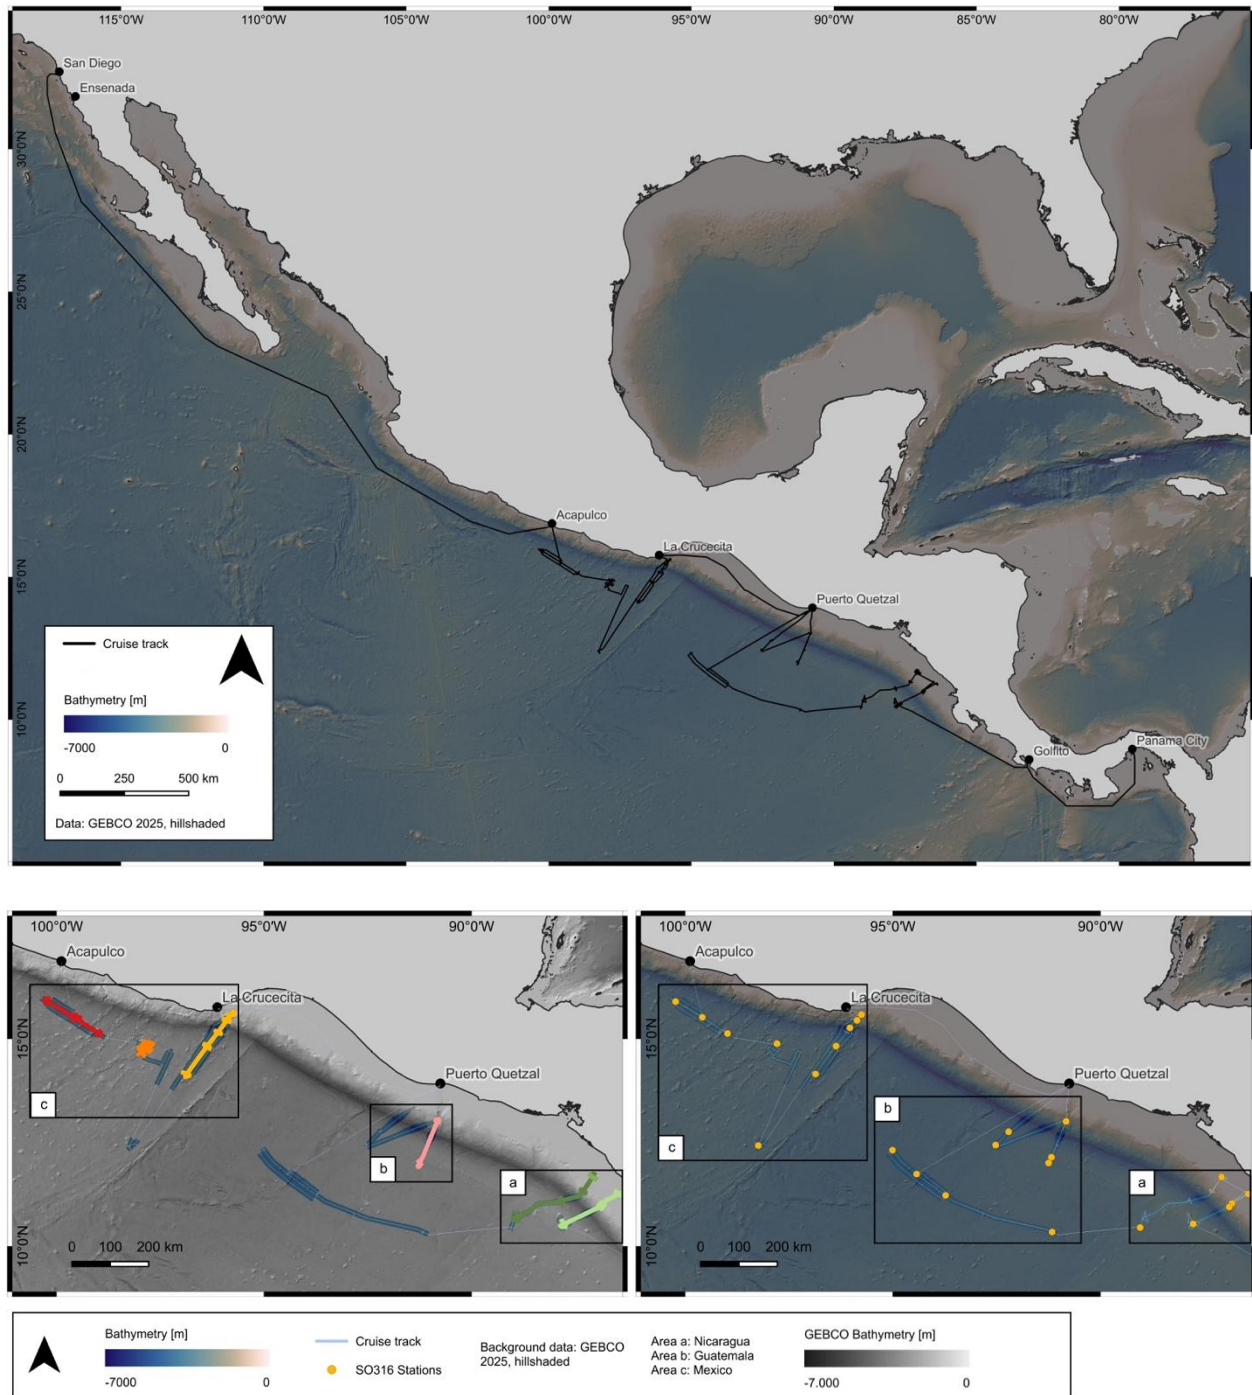 115°0'W 110°0'W 105°0'W 100°0'W 95°0'W 90°0'W 85°0'W 80°0'W
San Diego
Ensenada
30°0'N
25°0'N
20°0'N
Acapulco
La Crucecita
15°0'N
Puerto Quetzal
10°0'N
Golfito
Panama City
Cruise track
Bathymetry [m]
-7000 0
0 250 500 km
Data: GEBCO 2025, hillshaded
100°0'W 95°0'W 90°0'W
Acapulco
La Crucecita
15°0'N
Puerto Quetzal
c
b
a
10°0'N
0 100 200 km
100°0'W 95°0'W 90°0'W
Acapulco
La Crucecita
15°0'N
Puerto Quetzal
b
c
a
10°0'N
0 100 200 km
Bathymetry [m]
-7000 0
Cruise track
SO316 Stations
Background data: GEBCO
2025, hillshaded
Area a: Nicaragua
Area b: Guatemala
Area c: Mexico
GEBCO Bathymetry [m]
-7.000 0